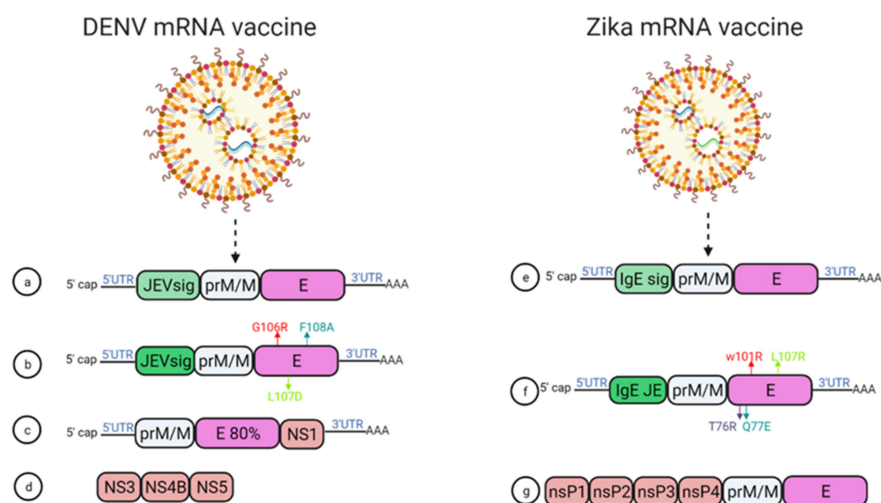 DENV mRNA vaccine
Zika mRNA vaccine
a 5' cap 5'UTR JEVsig prM/M E 3'UTR AAA
e 5' cap 5'UTR IgE sig prM/M E 3'UTR AAA
G106R F108A
b 5' cap 5'UTR JEVsig prM/M E 3'UTR AAA
L107D
w101R L107R
f 5' cap 5'UTR IgE JE prM/M E 3'UTR AAA
T76R Q77E
c 5' cap 5'UTR prM/M E 80% NS1 3'UTR AAA
d NS3 NS4B NS5
g nsP1 nsP2 nsP3 nsP4 prM/M E